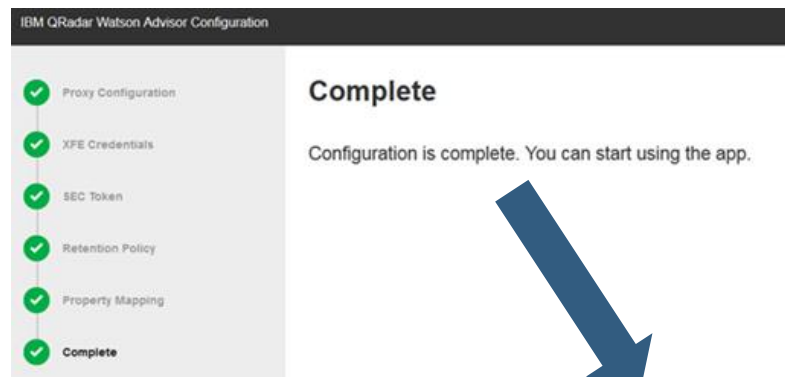 IBM QRadar Watson Advisor Configuration
Proxy Configuration
XFE Credentials
SEC Token
Retention Policy
Property Mapping
Complete
Complete
Configuration is complete. You can start using the app.